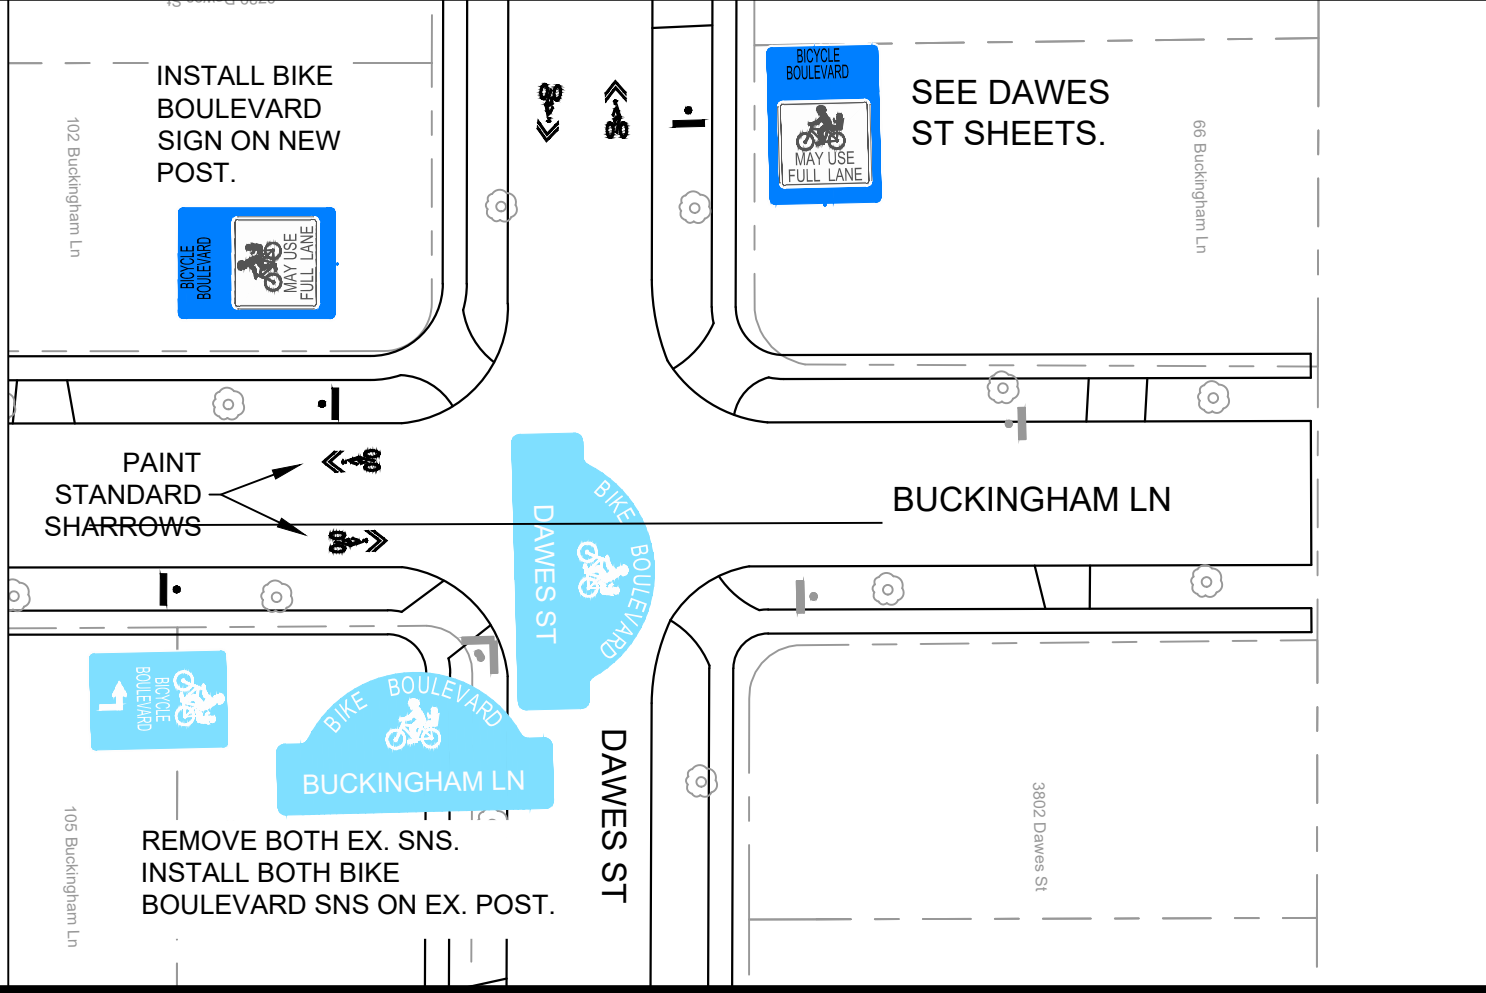 INSTALL BIKE
BOULEVARD
SIGN ON NEW
POST.
BICYCLE
BOULEVARD
MAY USE
FULL LANE
102 Buckingham Ln
BICYCLE
BOULEVARD
MAY USE
FULL LANE
SEE DAWES
ST SHEETS.
66 Buckingham Ln
PAINT
STANDARD
SHARROWS
BIKE BOULEVARD
DAWES ST
BUCKINGHAM LN
BICYCLE
BOULEVARD
BIKE BOULEVARD
BUCKINGHAM LN
DAWES ST
105 Buckingham Ln
REMOVE BOTH EX. SNS.
INSTALL BOTH BIKE
BOULEVARD SNS ON EX. POST.
3802 Dawes St